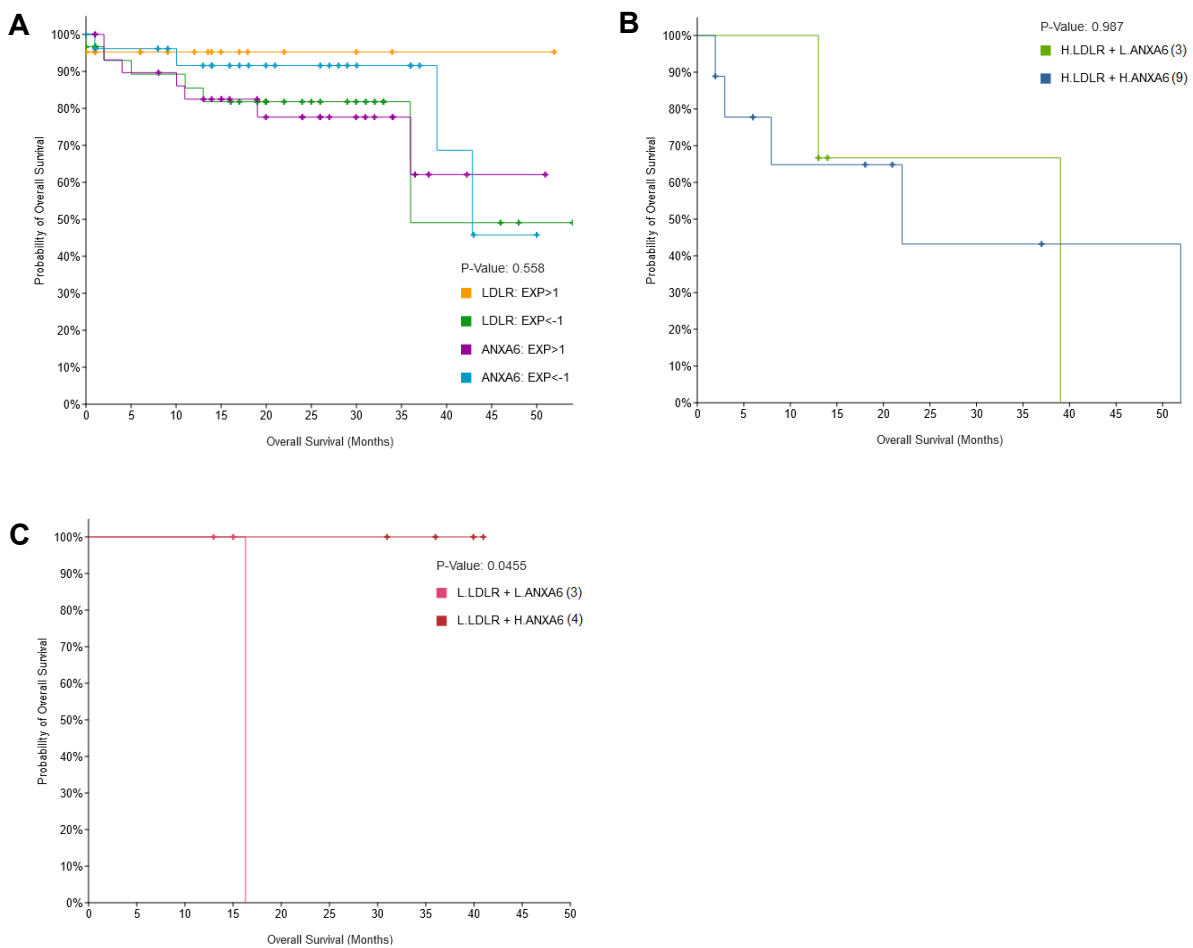 A
100%
90%
80%
70%
60%
50%
40%
30%
20%
10%
0%
Probability of Overall Survival
0 5 10 15 20 25 30 35 40 45 50
Overall Survival (Months)
P-Value: 0.558
LDLR: EXP>1
LDLR: EXP<-1
ANXA6: EXP>1
ANXA6: EXP<-1
B
100%
90%
80%
70%
60%
50%
40%
30%
20%
10%
0%
Probability of Overall Survival
0 5 10 15 20 25 30 35 40 45 50
Overall Survival (Months)
P-Value: 0.987
H.LDLR + L.ANXA6 (3)
H.LDLR + H.ANXA6 (9)
C
100%
90%
80%
70%
60%
50%
40%
30%
20%
10%
0%
Probability of Overall Survival
0 5 10 15 20 25 30 35 40 45 50
Overall Survival (Months)
P-Value: 0.0455
L.LDLR + L.ANXA6 (3)
L.LDLR + H.ANXA6 (4)